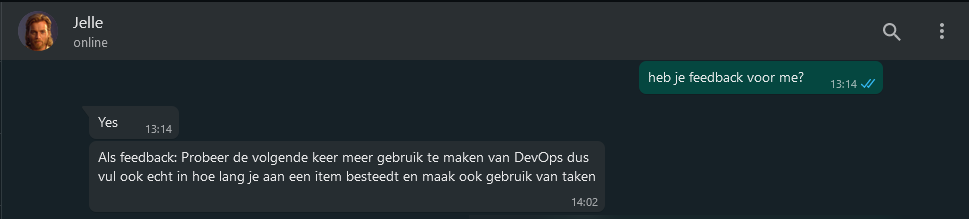 Jelle
online
heb je feedback voor me?
13:14
Yes
13:14
Als feedback: Probeer de volgende keer meer gebruik te maken van DevOps dus
vul ook echt in hoe lang je aan een item besteedt en maak ook gebruik van taken
14:02